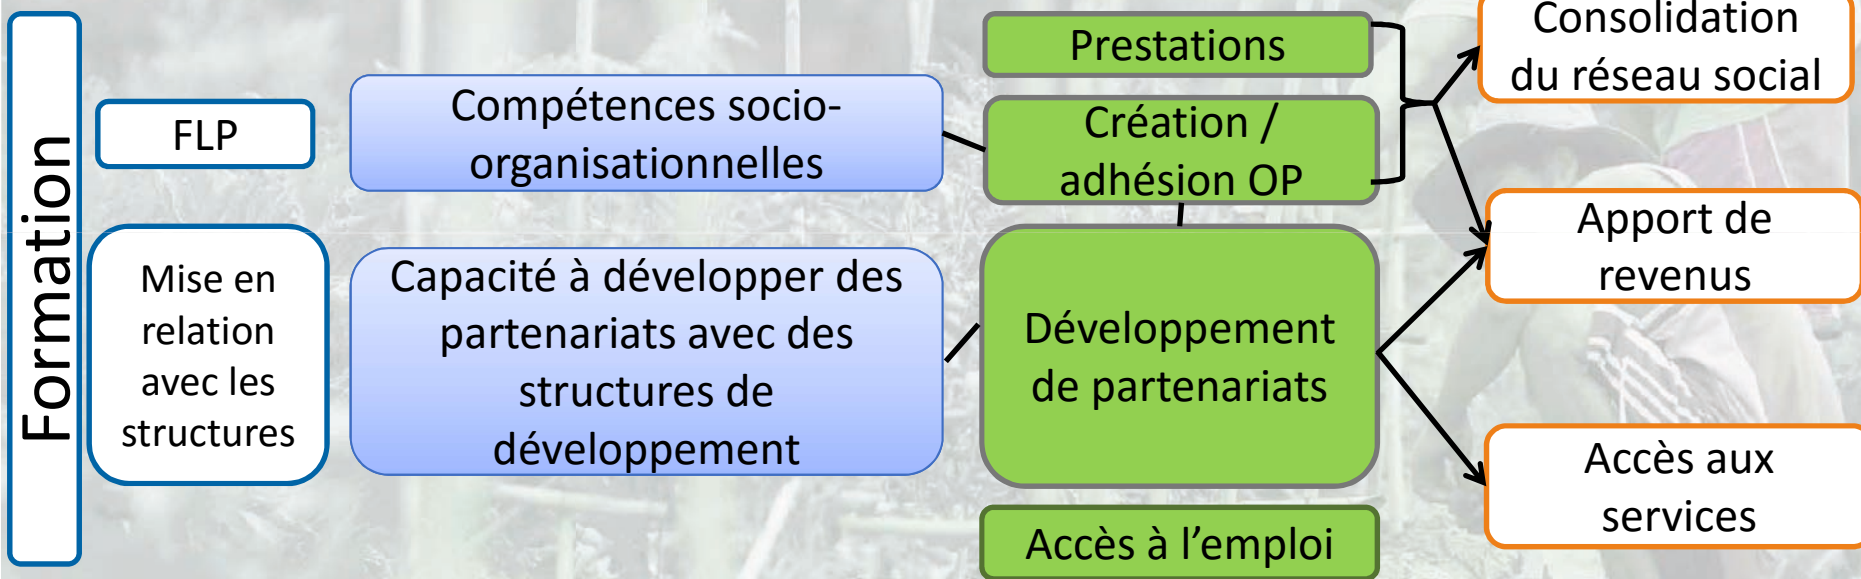 Formation
FLP
Mise en
relation
avec les
structures
Compétences socio-
organisationnelles
Capacité à développer des
partenariats avec des
structures de
développement
Prestations
Création /
adhésion OP
Développement
de partenariats
Accès à l’emploi
Consolidation
du réseau social
Apport de
revenus
Accès aux
services